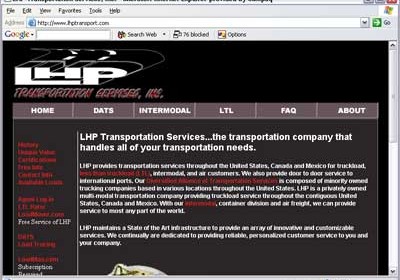 File Edit View Favorites Tools Help
Address http://www.lhptransport.com
Google Search Web 76 blocked Options
LHP
TRANSPORTATION SERVICES, INC.
HOME DATS INTERMODAL LTL FAQ ABOUT
LHP Transportation Services...the transportation company that
handles all of your transportation needs.
History
Unique Value
Certifications
Free Info
Contact Info
Available Loads
Agent Log in
LTL Rates
Free Service of LHP
DATS
Load Tracking
Subscription
Required
LHP provides transportation services throughout the United States, Canada and Mexico for truckload,
less than truckload (LTL), intermodal, and air customers. We also provide door to door service to
international ports. Our Diversified Alliance of Transportation Services is composed of minority owned
trucking companies based in various locations throughout the United States. LHP is a privately owned
multi-modal transportation company providing truckload service throughout the contiguous United
States, Canada and Mexico. With our intermodal, container division and air freight, we can provide
service to most any part of the world.
LHP maintains a State of the Art infrastructure to provide an array of innovative and customizable
services. We continually are dedicated to providing reliable, personalized customer service to you and
your company.